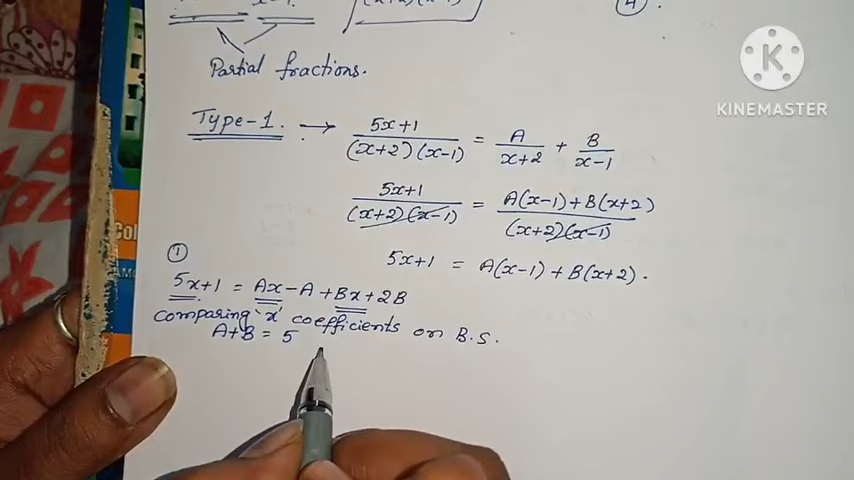 Partial fractions.
Type-1. → 5x+1 / (x+2)(x-1) = A / x+2 + B / x-1
5x+1 / (x+2)(x-1) = A(x-1)+B(x+2) / (x+2)(x-1)
5x+1 = A(x-1)+B(x+2).
①
5x+1 = Ax-A+Bx+2B
comparing 'x' coefficients on B.S.
A+B = 5
④.
KINEMASTER